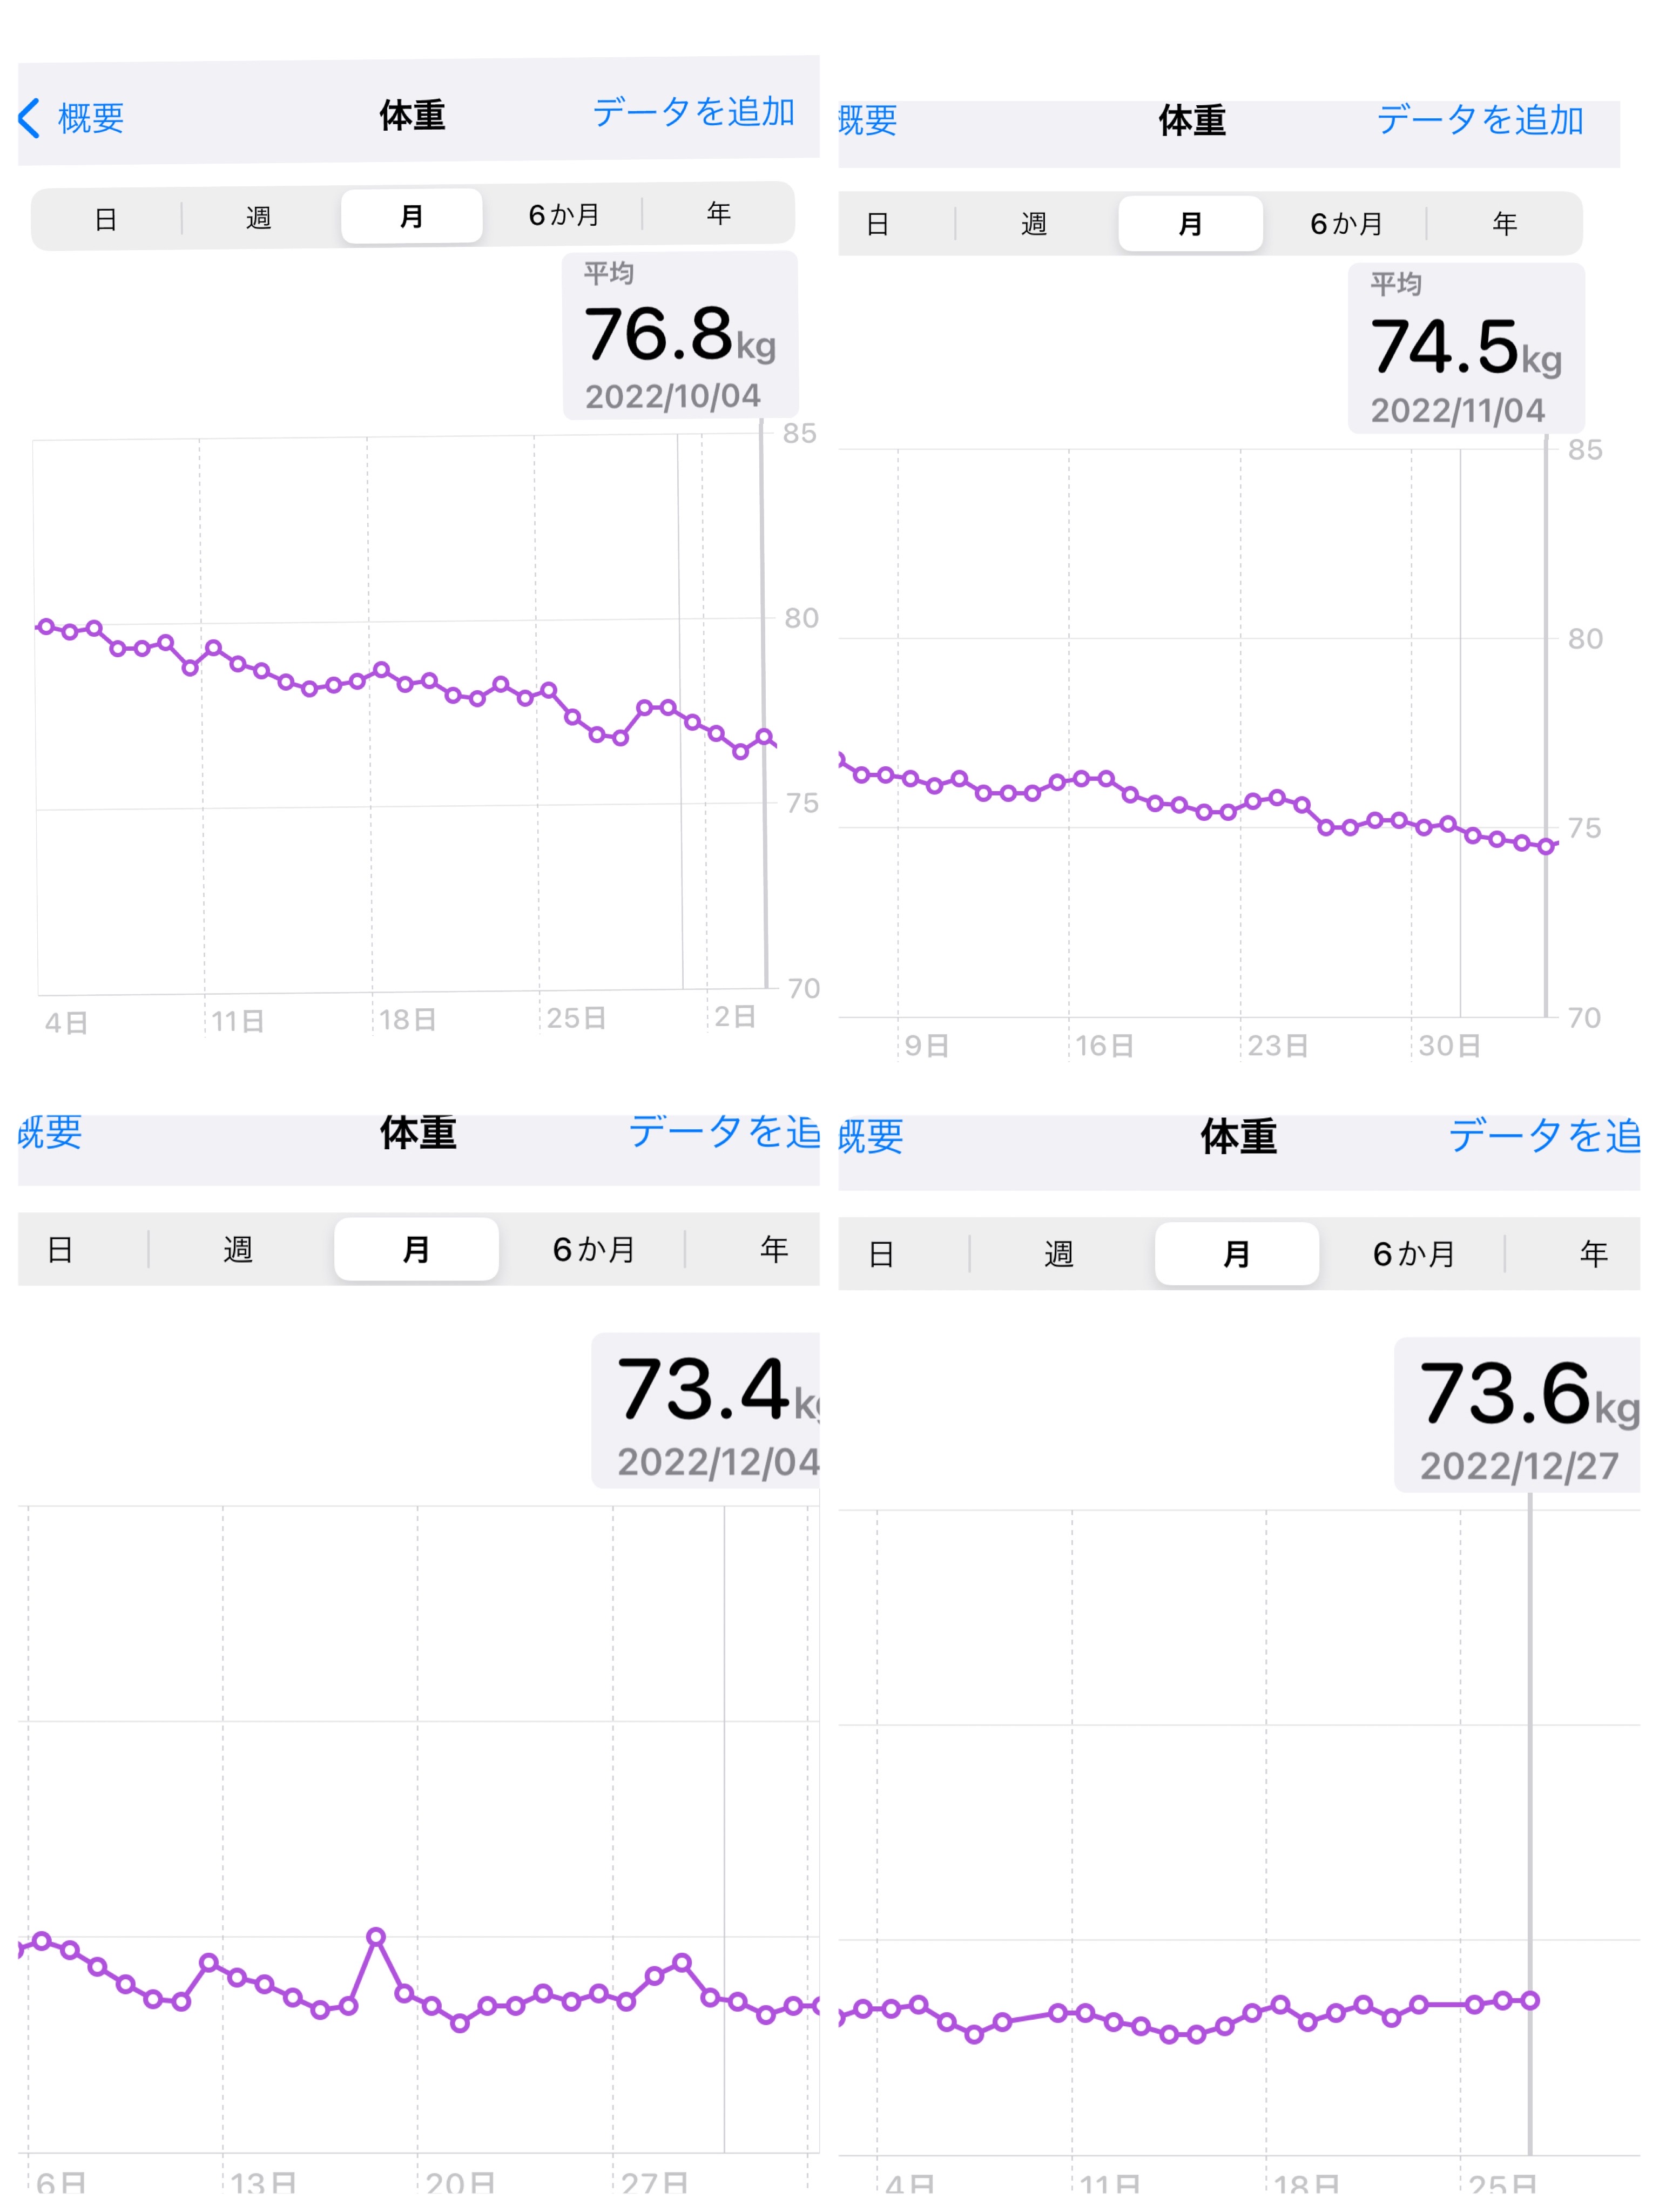 概要 体重 データを追加
日 週 月 6か月 年
平均
76.8kg
2022/10/04
85
80
75
70
4日 11日 18日 25日 2日
概要 体重 データを追加
日 週 月 6か月 年
平均
74.5kg
2022/11/04
85
80
75
70
9日 16日 23日 30日
概要 体重 データを追
日 週 月 6か月 年
73.4kg
2022/12/04
6日 13日 20日 27日
概要 体重 データを追
日 週 月 6か月 年
73.6kg
2022/12/27
4日 11日 18日 25日